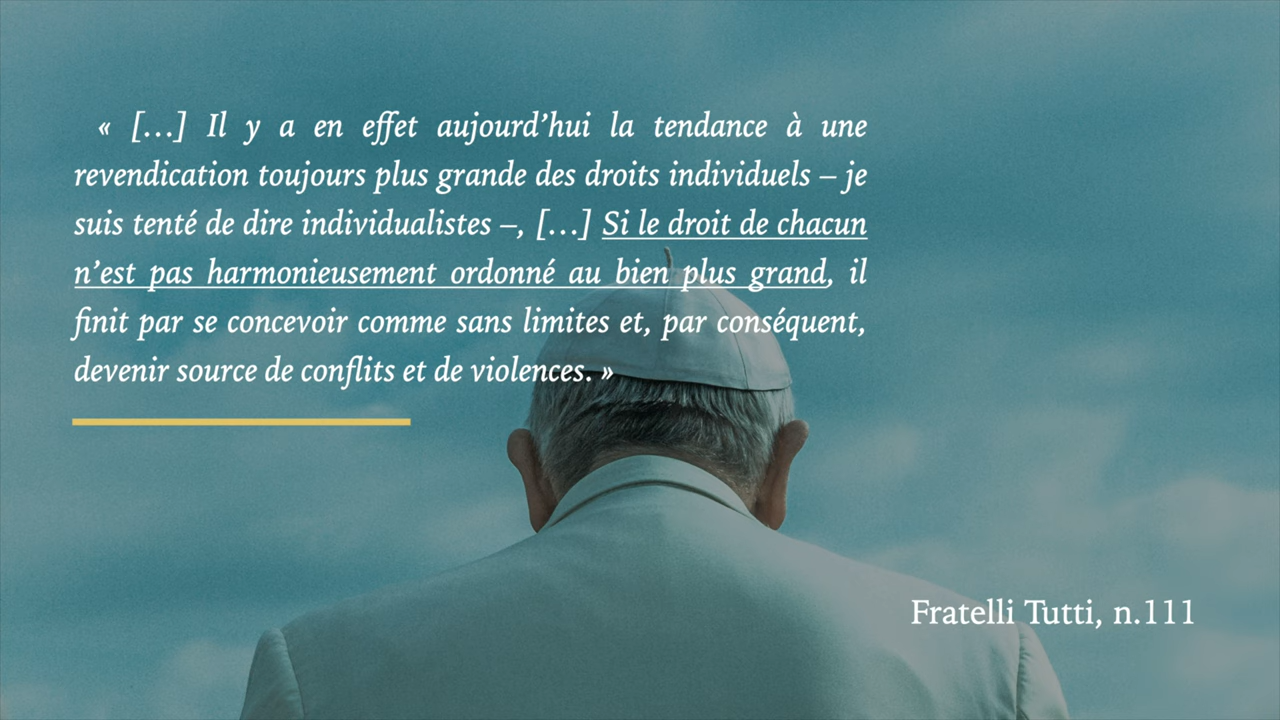 « […] Il y a en effet aujourd’hui la tendance à une
revendication toujours plus grande des droits individuels – je
suis tenté de dire individualistes –, […] Si le droit de chacun
n’est pas harmonieusement ordonné au bien plus grand, il
finit par se concevoir comme sans limites et, par conséquent,
devenir source de conflits et de violences. »
Fratelli Tutti, n.111